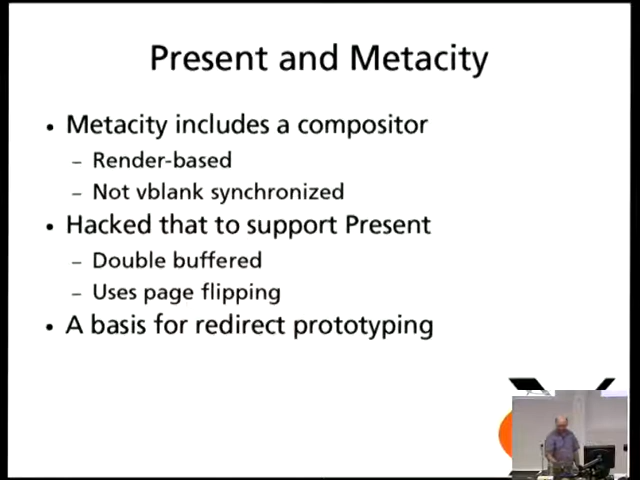 Present and Metacity
• Metacity includes a compositor
– Render-based
– Not vblank synchronized
• Hacked that to support Present
– Double buffered
– Uses page flipping
• A basis for redirect prototyping